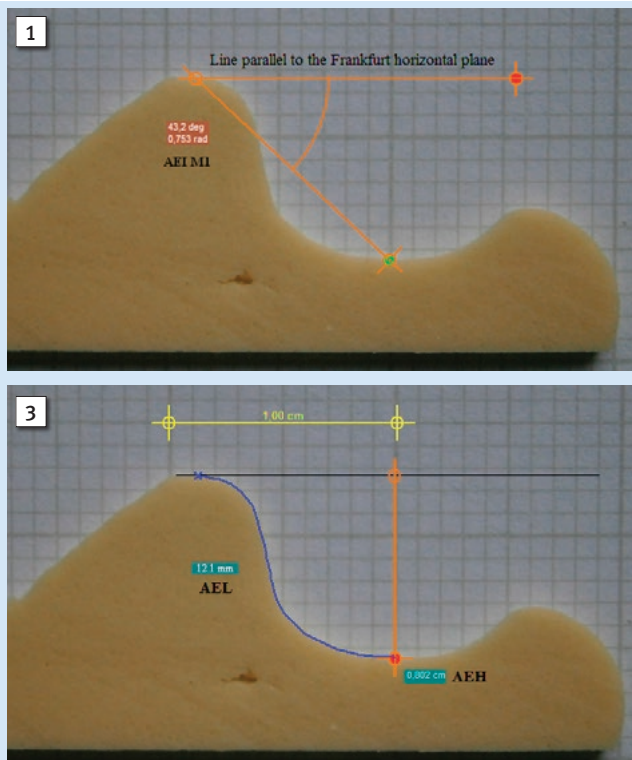 1
Line parallel to the Frankfurt horizontal plane
43,2 deg
0,753 rad
AEI M1
3
1,00 cm
12.1 mm
AEL
0,802 cm AEH